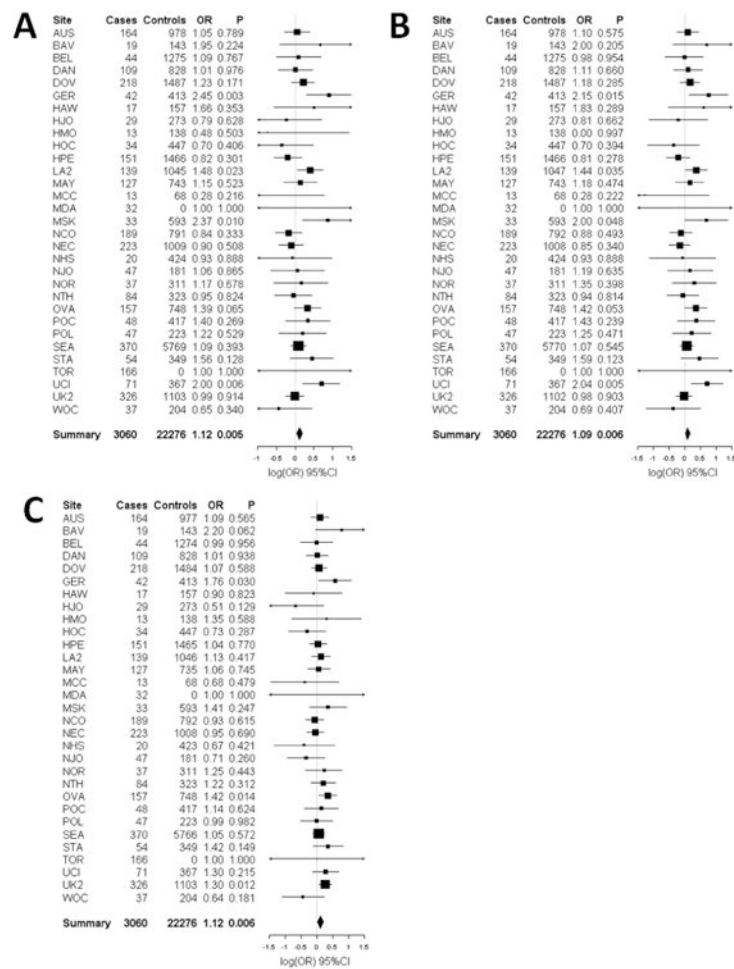 A
Site Cases Controls OR P
AUS 164 978 1.05 0.789
BAV 19 143 1.95 0.224
BEL 44 1275 1.09 0.767
DAN 109 828 1.01 0.976
DOV 218 1487 1.23 0.171
GER 42 413 2.45 0.003
HAW 17 157 1.66 0.353
HJO 29 273 0.79 0.628
HMO 13 138 0.48 0.503
HOC 34 447 0.70 0.406
HPE 151 1466 0.82 0.301
LA2 139 1045 1.48 0.023
MAY 127 743 1.15 0.523
MCC 13 68 0.28 0.216
MDA 32 0 1.00 1.000
MSK 33 593 2.37 0.010
NCO 189 791 0.84 0.333
NEC 223 1009 0.90 0.508
NHS 20 424 0.93 0.888
NJO 47 181 1.06 0.865
NOR 37 311 1.17 0.678
NTH 84 323 0.95 0.824
OVA 157 748 1.39 0.065
POC 48 417 1.40 0.269
POL 47 223 1.22 0.529
SEA 370 5769 1.09 0.393
STA 54 349 1.56 0.128
TOR 166 0 1.00 1.000
UCI 71 367 2.00 0.006
UK2 326 1103 0.99 0.914
WOC 37 204 0.65 0.340
Summary 3060 22276 1.12 0.005
-1 -0.5 0 0.5 1 1.5
log(OR) 95%CI
B
Site Cases Controls OR P
AUS 164 978 1.10 0.575
BAV 19 143 2.00 0.205
BEL 44 1275 0.98 0.954
DAN 109 828 1.11 0.660
DOV 218 1487 1.18 0.285
GER 42 413 2.15 0.015
HAW 17 157 1.83 0.289
HJO 29 273 0.81 0.662
HMO 13 138 0.00 0.997
HOC 34 447 0.70 0.394
HPE 151 1466 0.81 0.278
LA2 139 1047 1.44 0.035
MAY 127 743 1.18 0.474
MCC 13 68 0.28 0.222
MDA 32 0 1.00 1.000
MSK 33 593 2.00 0.048
NCO 189 792 0.88 0.493
NEC 223 1008 0.85 0.340
NHS 20 424 0.93 0.888
NJO 47 181 1.19 0.635
NOR 37 311 1.35 0.398
NTH 84 323 0.94 0.814
OVA 157 748 1.42 0.053
POC 48 417 1.43 0.239
POL 47 223 1.25 0.471
SEA 370 5770 1.07 0.545
STA 54 349 1.59 0.123
TOR 166 0 1.00 1.000
UCI 71 367 2.04 0.005
UK2 326 1102 0.98 0.903
WOC 37 204 0.69 0.407
Summary 3060 22276 1.09 0.006
-1.5 -1 -0.5 0 0.5 1 1.5
log(OR) 95%CI
C
Site Cases Controls OR P
AUS 164 977 1.09 0.565
BAV 19 143 2.20 0.062
BEL 44 1274 0.99 0.956
DAN 109 828 1.01 0.938
DOV 218 1484 1.07 0.588
GER 42 413 1.76 0.030
HAW 17 157 0.90 0.823
HJO 29 273 0.51 0.129
HMO 13 138 1.35 0.588
HOC 34 447 0.73 0.287
HPE 151 1465 1.04 0.770
LA2 139 1046 1.13 0.417
MAY 127 735 1.06 0.745
MCC 13 68 0.68 0.479
MDA 32 0 1.00 1.000
MSK 33 593 1.41 0.247
NCO 189 792 0.93 0.615
NEC 223 1008 0.95 0.690
NHS 20 423 0.67 0.421
NJO 47 181 0.71 0.260
NOR 37 311 1.25 0.443
NTH 84 323 1.22 0.312
OVA 157 748 1.42 0.014
POC 48 417 1.14 0.624
POL 47 223 0.99 0.982
SEA 370 5766 1.05 0.572
STA 54 349 1.42 0.149
TOR 166 0 1.00 1.000
UCI 71 367 1.30 0.215
UK2 326 1103 1.30 0.012
WOC 37 204 0.64 0.181
Summary 3060 22276 1.12 0.006
-1.5 -1 -0.5 0 0.5 1 1.5
log(OR) 95%CI